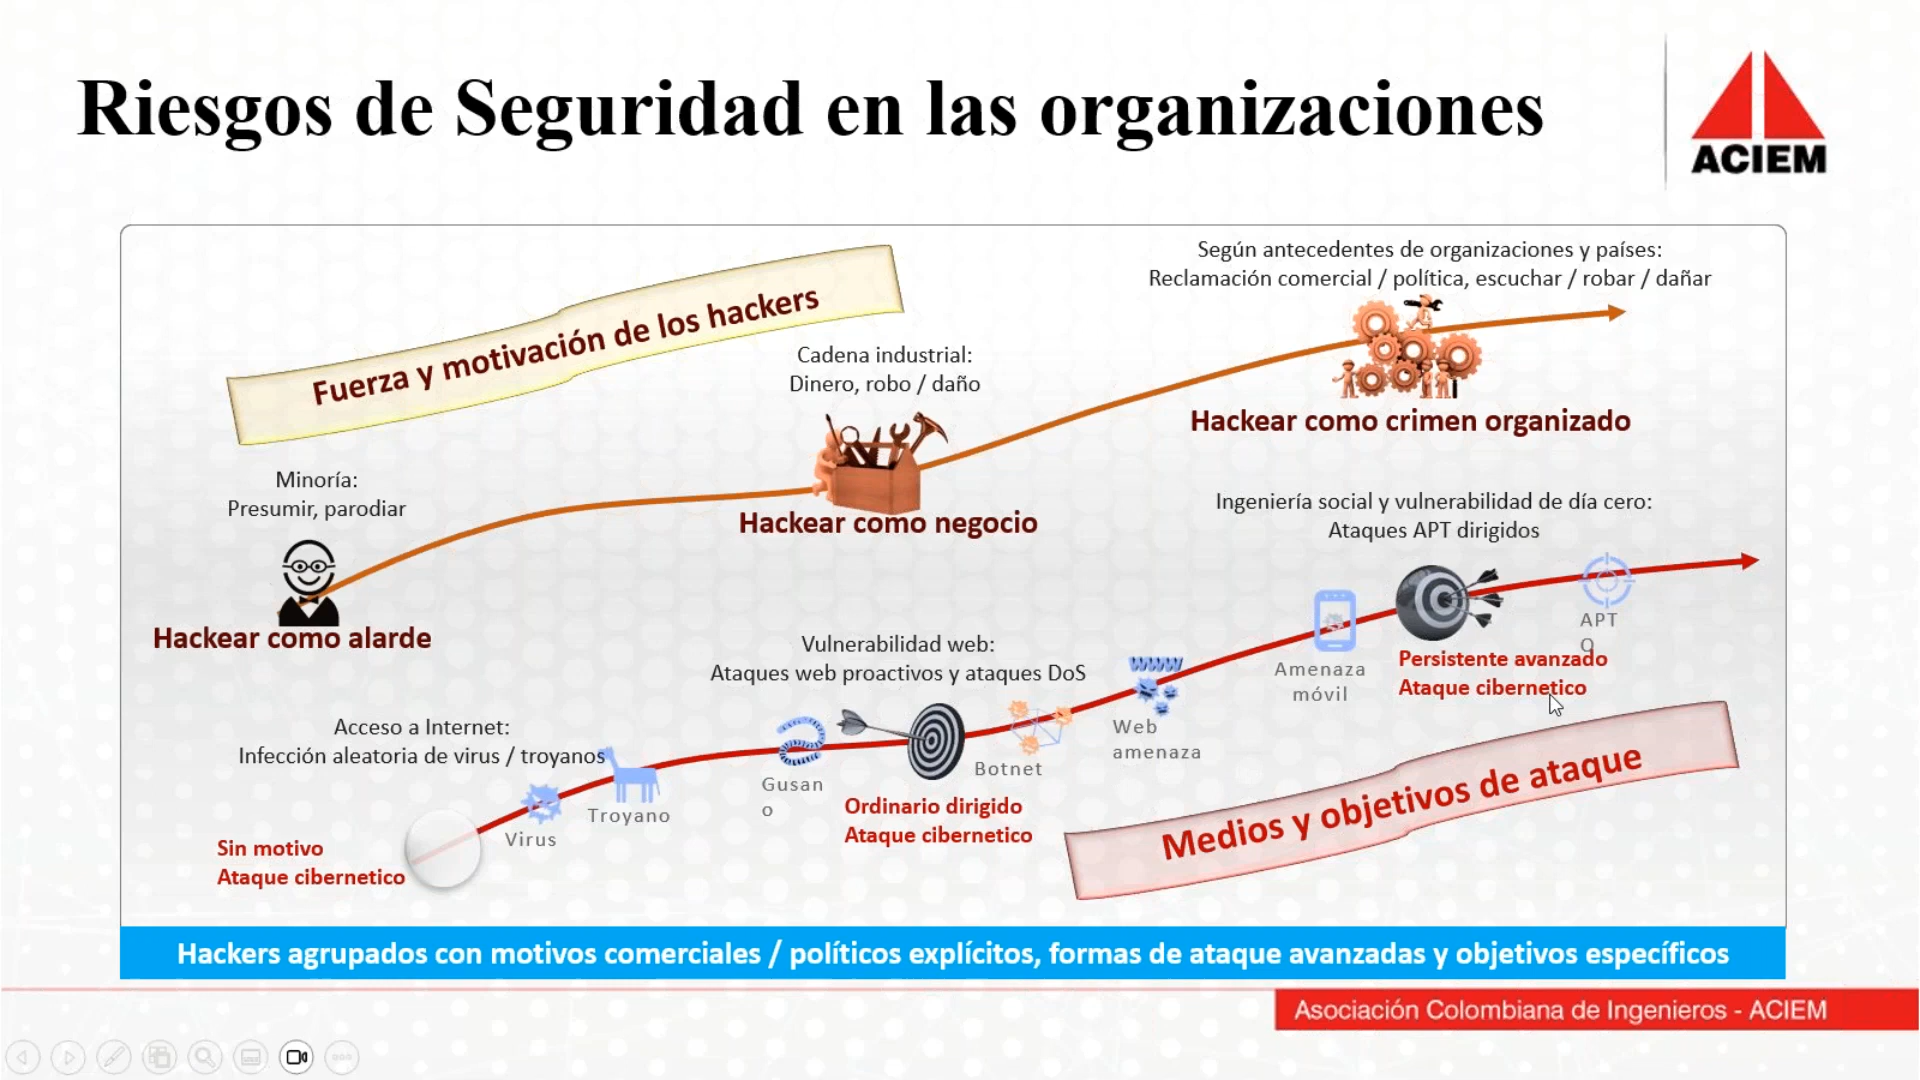 Riesgos de Seguridad en las organizaciones
ACIEM
Según antecedentes de organizaciones y países:
Reclamación comercial / política, escuchar / robar / dañar
Fuerza y motivación de los hackers
Cadena industrial:
Dinero, robo / daño
Hackear como crimen organizado
Minoría:
Presumir, parodiar
Hackear como negocio
Ingeniería social y vulnerabilidad de día cero:
Ataques APT dirigidos
Hackear como alarde
APT
O
Vulnerabilidad web:
Ataques web proactivos y ataques DoS
www
Amenaza
móvil
Persistente avanzado
Ataque cibernetico
Acceso a Internet:
Infección aleatoria de virus / troyanos
Web
amenaza
Gusan
o
Botnet
Troyano
Virus
Ordinario dirigido
Ataque cibernetico
Medios y objetivos de ataque
Sin motivo
Ataque cibernetico
Hackers agrupados con motivos comerciales / políticos explícitos, formas de ataque avanzadas y objetivos específicos
Asociación Colombiana de Ingenieros - ACIEM